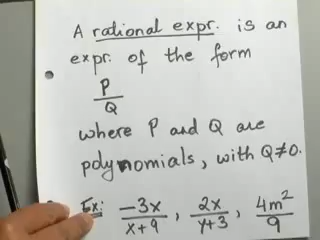 A rational expr. is an
expr. of the form
P/Q
where P and Q are
polynomials, with Q≠0.
Ex: -3x/x+9, 2x/y+3, 4m²/9